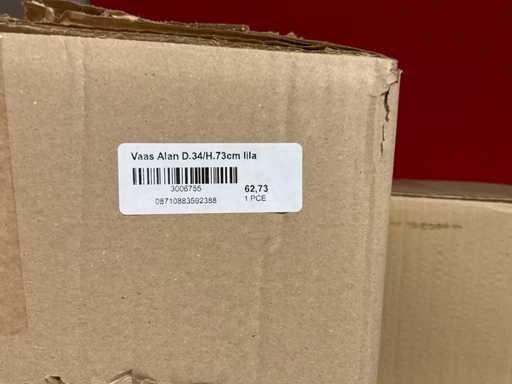 Vaas Alan D.34/H.73cm lila
3006755 62,73
08710883592388 1 PCE